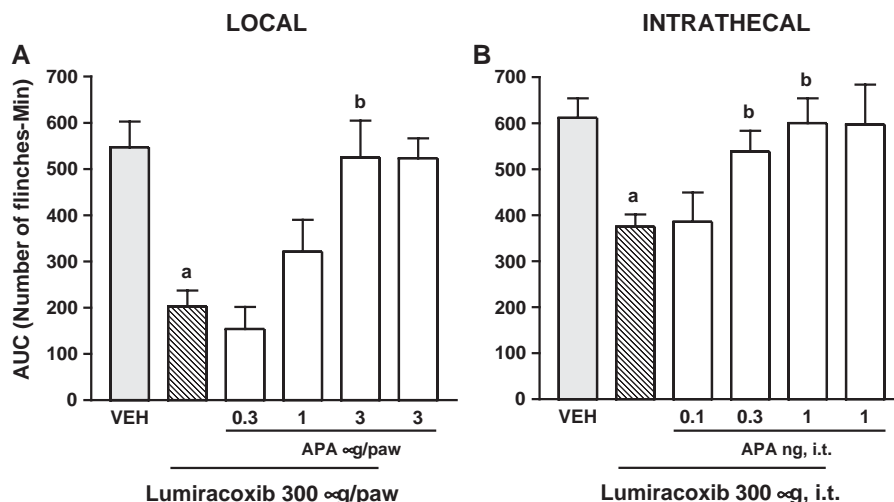 LOCAL
INTRATHECAL
A
B
AUC (Number of flinches-Min)
700
600
500
400
300
200
100
0
a
b
VEH
0.3
1
3
3
APA ∝g/paw
Lumiracoxib 300 ∝g/paw
700
600
500
400
300
200
100
0
a
b
b
VEH
0.1
0.3
1
1
APA ng, i.t.
Lumiracoxib 300 ∝g, i.t.